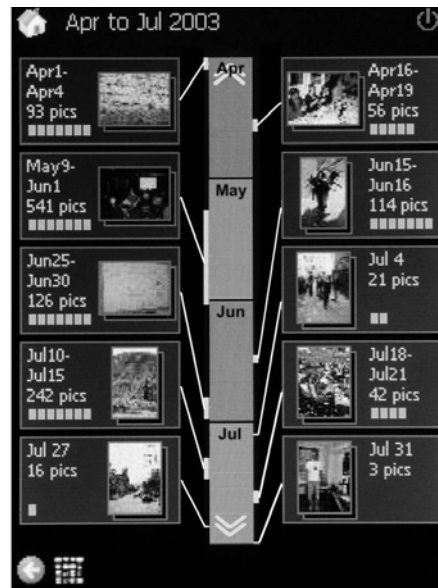 Apr to Jul 2003
Apr1-
Apr4
93 pics
Apr16-
Apr19
56 pics
May9-
Jun1
541 pics
Jun15-
Jun16
114 pics
Jun25-
Jun30
126 pics
Jul 4
21 pics
Jul10-
Jul15
242 pics
Jul18-
Jul21
42 pics
Jul 27
16 pics
Jul 31
3 pics
Apr
May
Jun
Jul